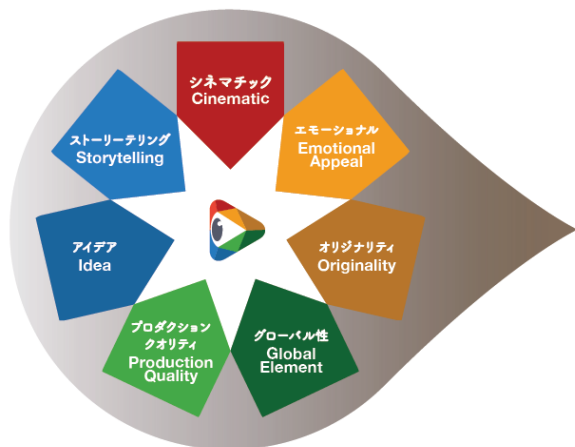 シネマチック
Cinematic
エモーショナル
Emotional
Appeal
オリジナリティ
Originality
グローバル性
Global
Element
プロダクション
クオリティ
Production
Quality
アイデア
Idea
ストーリーテリング
Storytelling